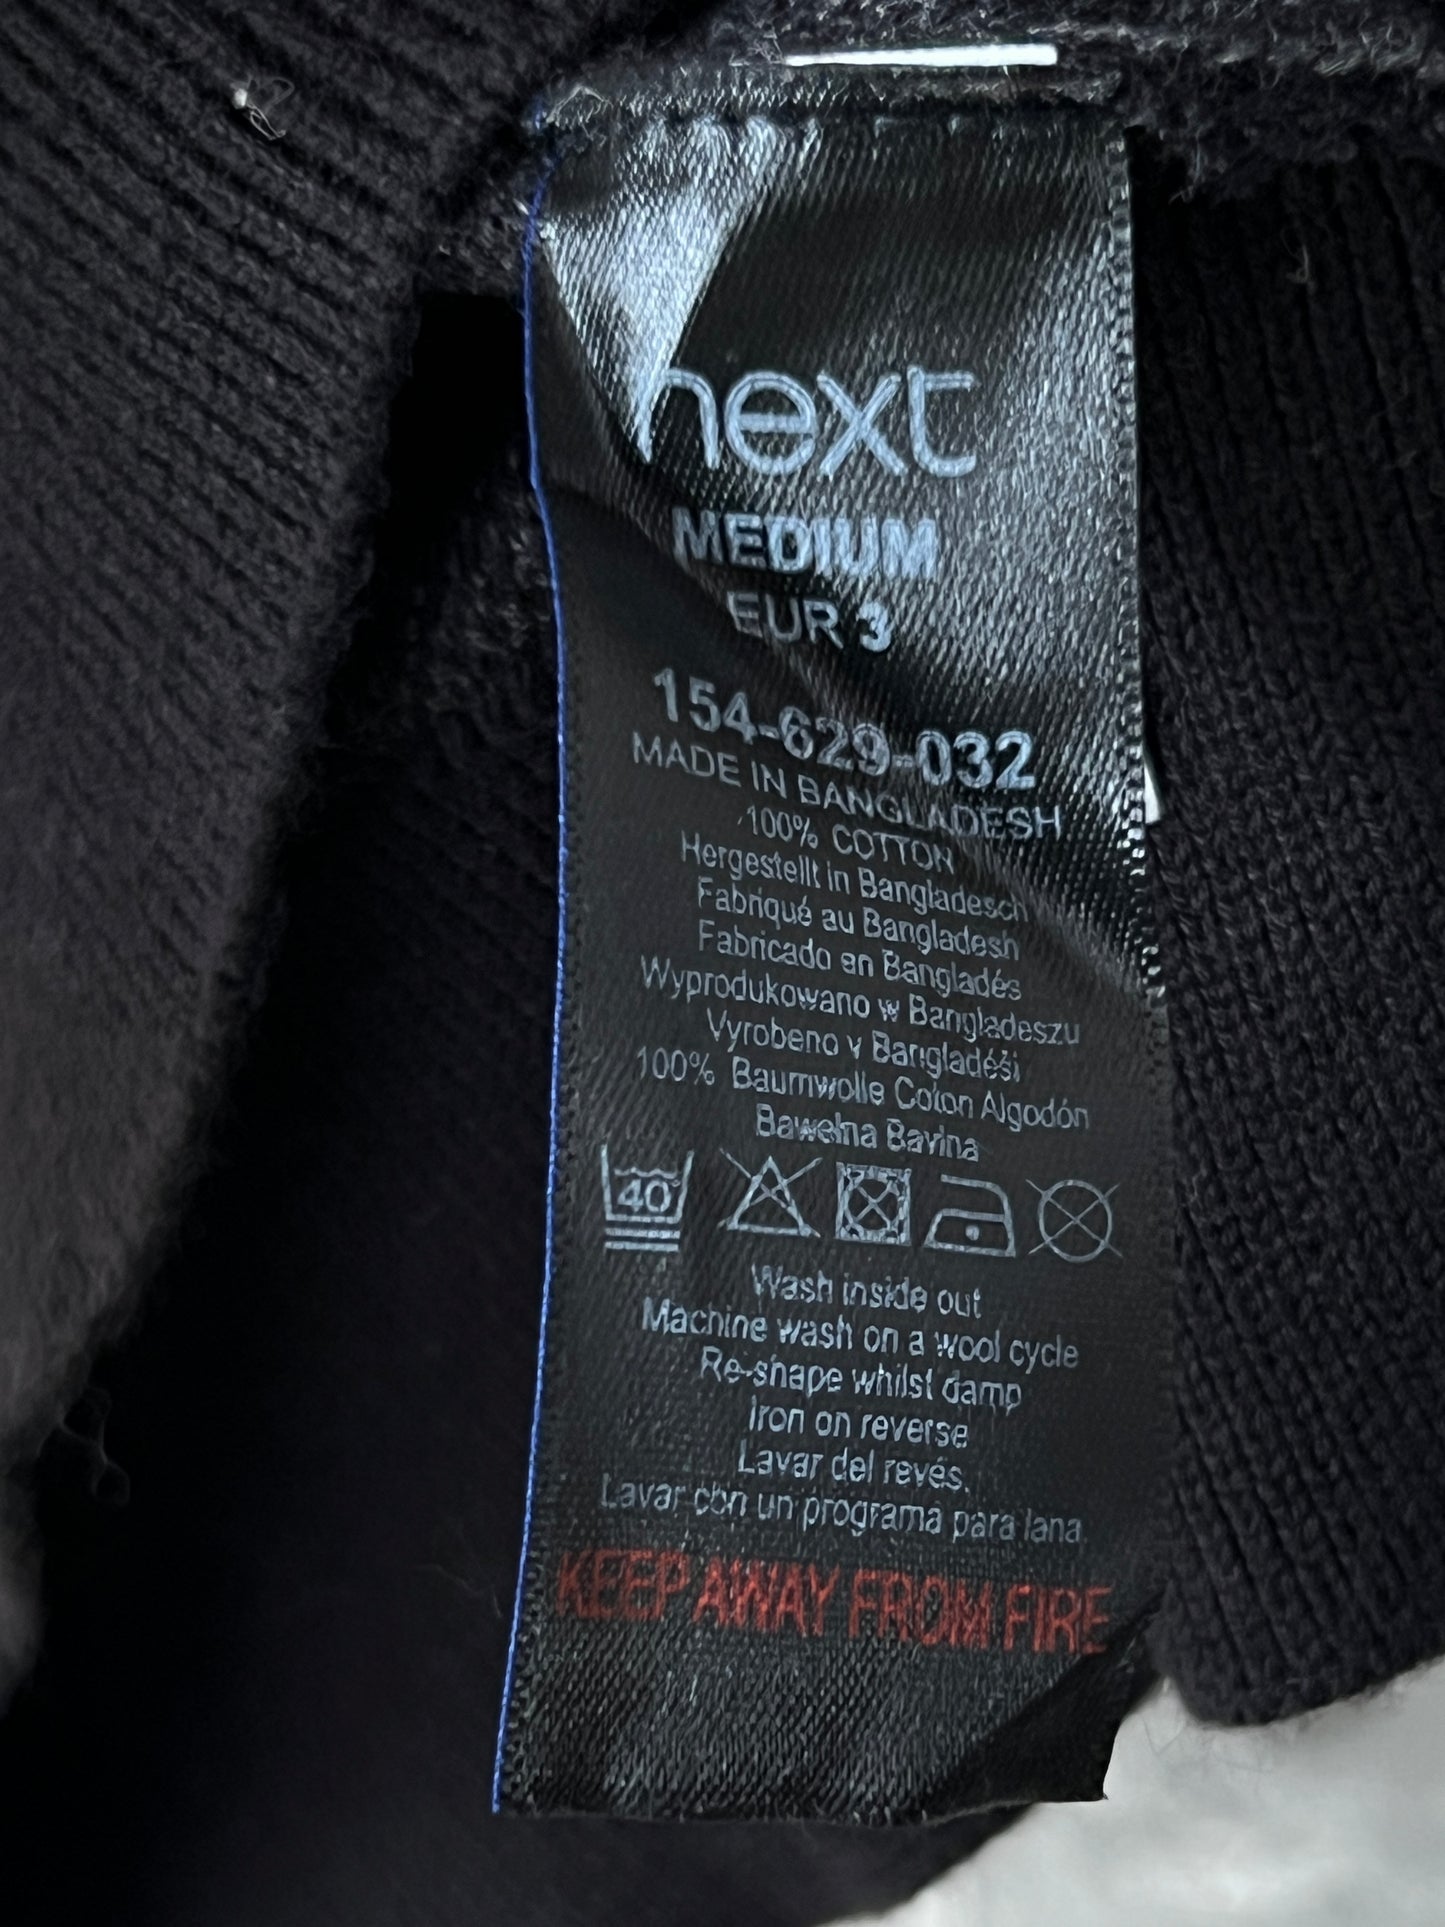 next
MEDIUM
EUR 3
154-629-032
MADE IN BANGLADESH
100% COTTON
Hergestellt in Bangladesch
Fabriqué au Bangladesh
Fabricado en Bangladés
Wyprodukowano w Bangladeszu
Vyrobeno v Bangladéši
100% Baumwolle Coton Algodón
Bawełna Bavlna
40°
Wash inside out
Machine wash on a wool cycle
Re-shape whilst damp
Iron on reverse
Lavar del revés.
Lavar con un programa para lana
KEEP AWAY FROM FIRE